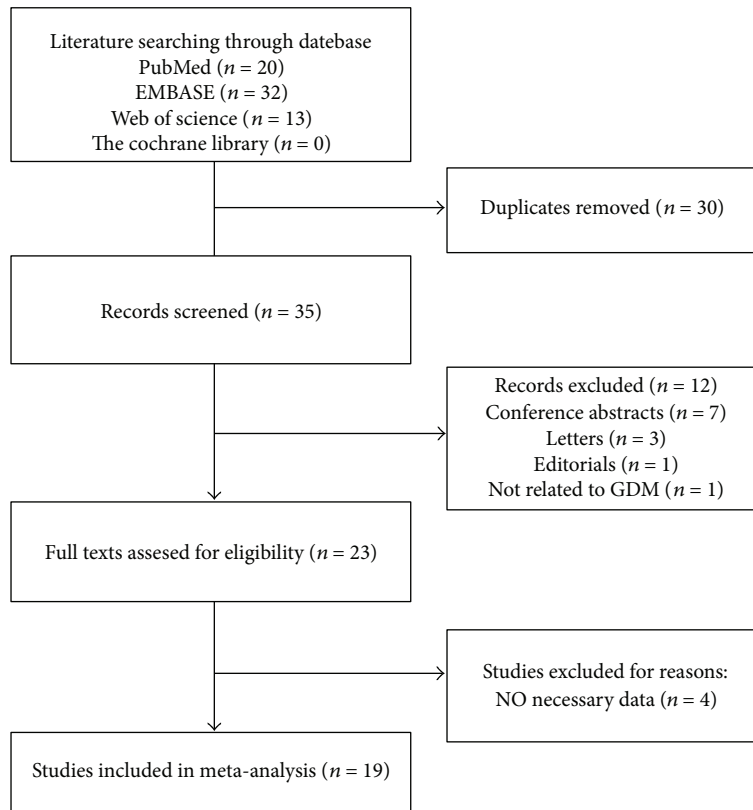 Literature searching through datebase
PubMed (n = 20)
EMBASE (n = 32)
Web of science (n = 13)
The cochrane library (n = 0)
Duplicates removed (n = 30)
Records screened (n = 35)
Records excluded (n = 12)
Conference abstracts (n = 7)
Letters (n = 3)
Editorials (n = 1)
Not related to GDM (n = 1)
Full texts assesed for eligibility (n = 23)
Studies excluded for reasons:
NO necessary data (n = 4)
Studies included in meta-analysis (n = 19)